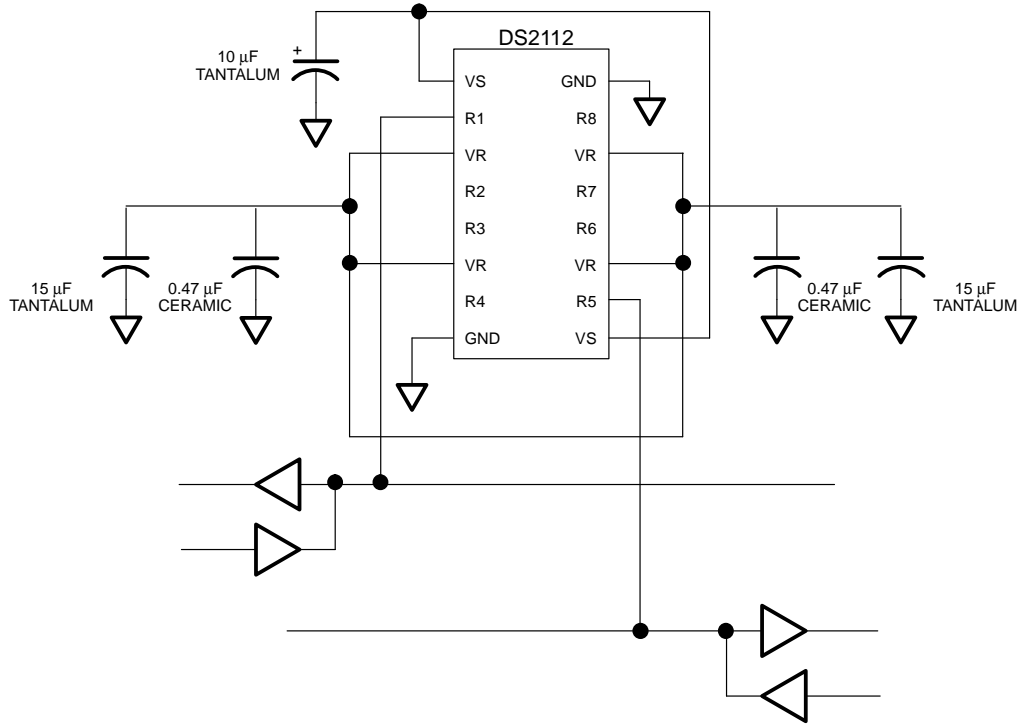 DS2112
10 µF
TANTALUM
+
VS
GND
R1
R8
VR
VR
R2
R7
R3
R6
VR
VR
R4
R5
GND
VS
15 µF
TANTALUM
0.47 µF
CERAMIC
0.47 µF
CERAMIC
15 µF
TANTALUM